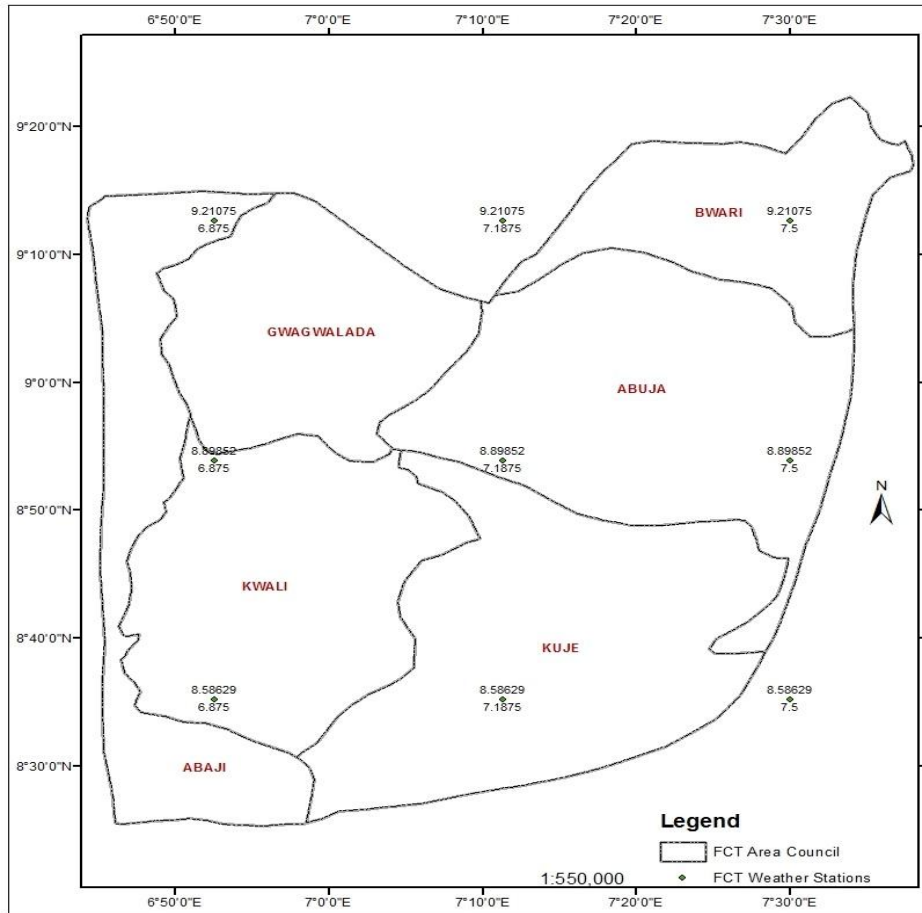 6°50'0"E 7°0'0"E 7°10'0"E 7°20'0"E 7°30'0"E
9°20'0"N
9.21075 9.21075 BWARI 9.21075
6.875 7.1875 7.5
9°10'0"N
GWAGWALADA
9°0'0"N
ABUJA
8.89852 8.89852 8.89852
6.875 7.1875 7.5
N
8°50'0"N
KWALI
8°40'0"N
KUJE
8.58629 8.58629 8.58629
6.875 7.1875 7.5
8°30'0"N
ABAJI
Legend
FCT Area Council
1:550,000 FCT Weather Stations
6°50'0"E 7°0'0"E 7°10'0"E 7°20'0"E 7°30'0"E